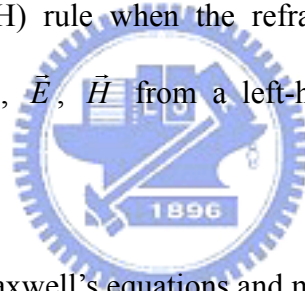 H) rule when the refra
, E⃗, H⃗ from a left-h
1896
axwell's equations and n